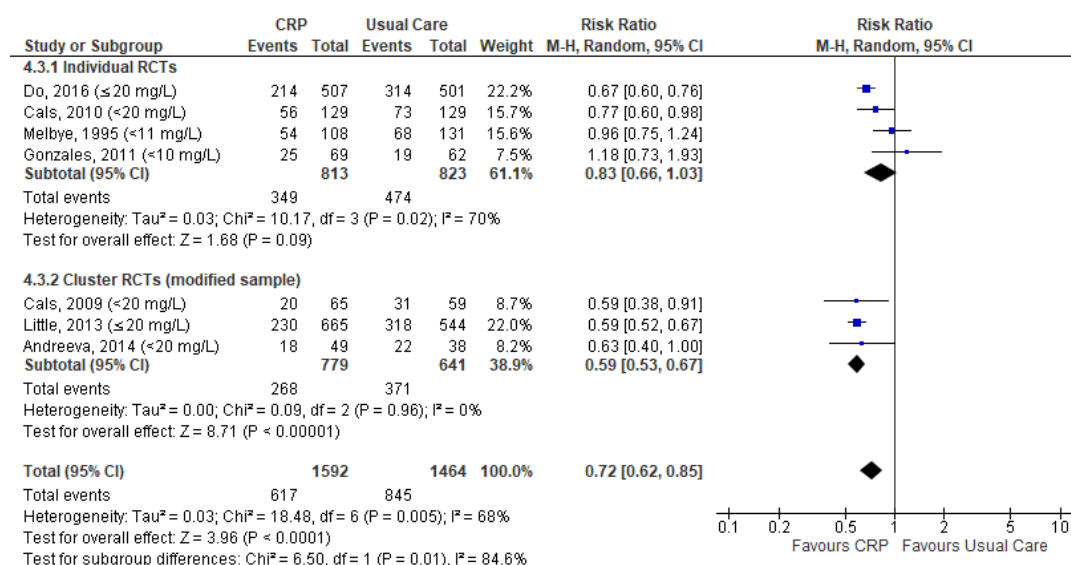 CRP Usual Care Risk Ratio Risk Ratio
Study or Subgroup Events Total Events Total Weight M-H, Random, 95% CI M-H, Random, 95% CI
4.3.1 Individual RCTs
Do, 2016 (≤20 mg/L) 214 507 314 501 22.2% 0.67 [0.60, 0.76]
Cals, 2010 (<20 mg/L) 56 129 73 129 15.7% 0.77 [0.60, 0.98]
Melbye, 1995 (<11 mg/L) 54 108 68 131 15.6% 0.96 [0.75, 1.24]
Gonzales, 2011 (<10 mg/L) 25 69 19 62 7.5% 1.18 [0.73, 1.93]
Subtotal (95% CI) 813 823 61.1% 0.83 [0.66, 1.03]
Total events 349 474
Heterogeneity: Tau² = 0.03; Chi² = 10.17, df = 3 (P = 0.02); I² = 70%
Test for overall effect: Z = 1.68 (P = 0.09)
4.3.2 Cluster RCTs (modified sample)
Cals, 2009 (<20 mg/L) 20 65 31 59 8.7% 0.59 [0.38, 0.91]
Little, 2013 (≤20 mg/L) 230 665 318 544 22.0% 0.59 [0.52, 0.67]
Andreeva, 2014 (<20 mg/L) 18 49 22 38 8.2% 0.63 [0.40, 1.00]
Subtotal (95% CI) 779 641 38.9% 0.59 [0.53, 0.67]
Total events 268 371
Heterogeneity: Tau² = 0.00; Chi² = 0.09, df = 2 (P = 0.96); I² = 0%
Test for overall effect: Z = 8.71 (P < 0.00001)
Total (95% CI) 1592 1464 100.0% 0.72 [0.62, 0.85]
Total events 617 845
Heterogeneity: Tau² = 0.03; Chi² = 18.48, df = 6 (P = 0.005); I² = 68%
Test for overall effect: Z = 3.96 (P < 0.0001)
Test for subgroup differences: Chi² = 6.50, df = 1 (P = 0.01), I² = 84.6%
0.1 0.2 0.5 1 2 5 10
Favours CRP Favours Usual Care